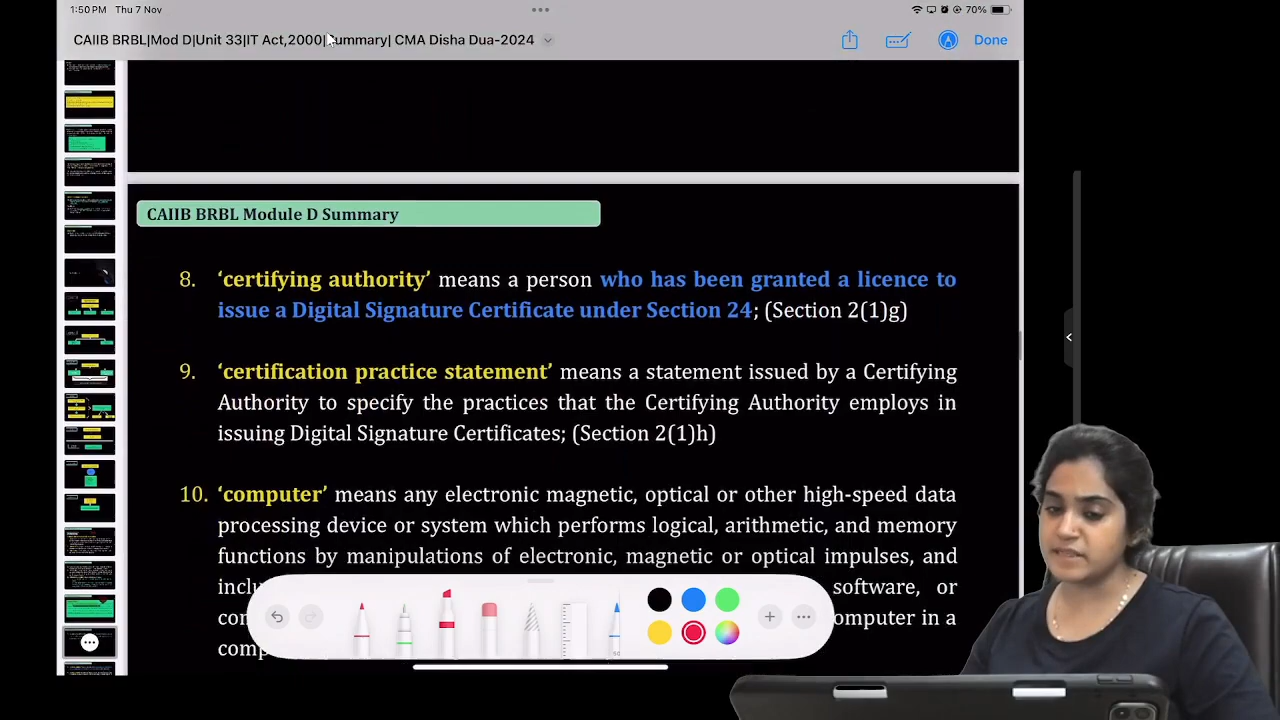 1:50 PM Thu 7 Nov
70%
CAIIB BRBL|Mod D|Unit 33|IT Act,2000|Summary| CMA Disha Dua-2024
Done
CAIIB BRBL Module D Summary
8. ‘certifying authority’ means a person who has been granted a licence to
issue a Digital Signature Certificate under Section 24; (Section 2(1)g)
9. ‘certification practice statement’ means a statement issued by a Certifying
Authority to specify the practices that the Certifying Authority employs in
issuing Digital Signature Certificates; (Section 2(1)h)
10. ‘computer’ means any electronic magnetic, optical or other high-speed data
processing device or system which performs logical, arithmetic, and memory
functions by manipulations of electronic, magnetic or optical impulses, and
software, or
computer in a